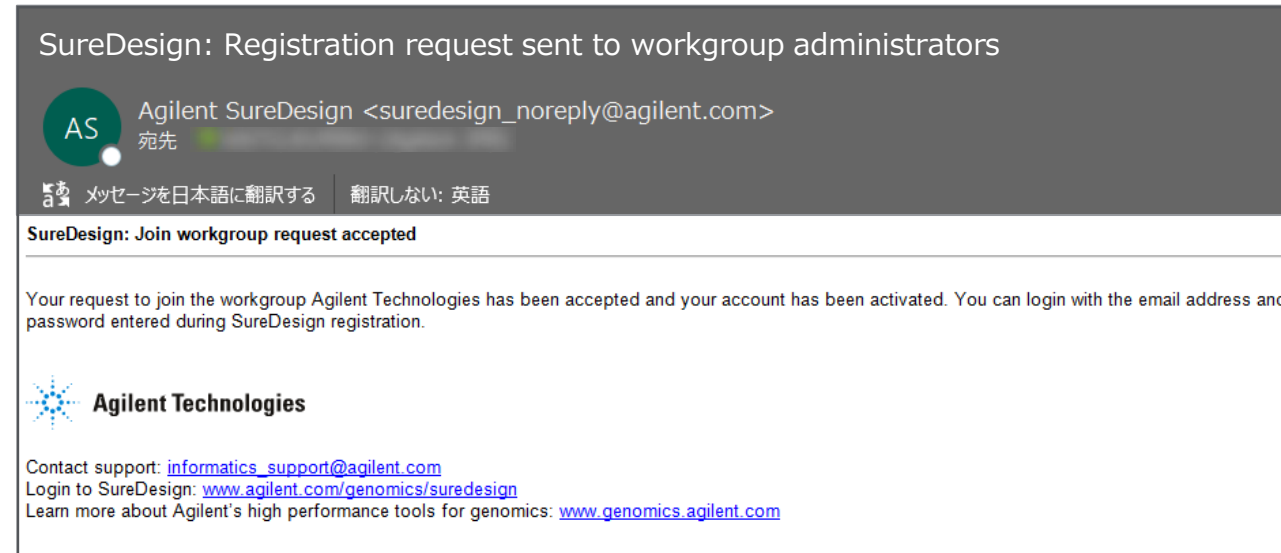 SureDesign: Registration request sent to workgroup administrators
AS
Agilent SureDesign <suredesign_noreply@agilent.com>
宛先
メッセージを日本語に翻訳する
翻訳しない: 英語
SureDesign: Join workgroup request accepted
Your request to join the workgroup Agilent Technologies has been accepted and your account has been activated. You can login with the email address and
password entered during SureDesign registration.
Agilent Technologies
Contact support: informatics_support@agilent.com
Login to SureDesign: www.agilent.com/genomics/suredesign
Learn more about Agilent's high performance tools for genomics: www.genomics.agilent.com